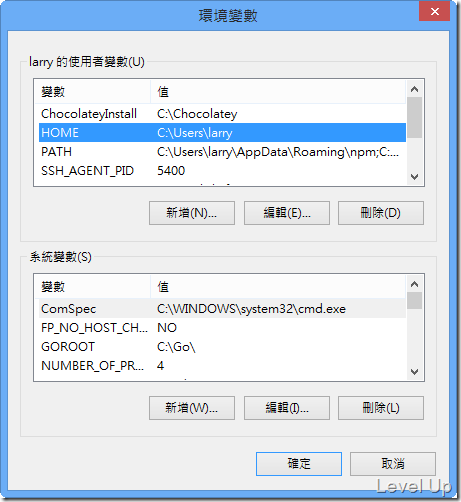 環境變數
larry 的使用者變數(U)
變數 值
ChocolateyInstall C:\Chocolatey
HOME C:\Users\larry
PATH C:\Users\larry\AppData\Roaming\npm;C:...
SSH_AGENT_PID 5400
新增(N)... 編輯(E)... 刪除(D)
系統變數(S)
變數 值
ComSpec C:\WINDOWS\system32\cmd.exe
FP_NO_HOST_CH... NO
GOROOT C:\Go\
NUMBER_OF_PR... 4
新增(W)... 編輯(I)... 刪除(L)
確定 取消
Level Up